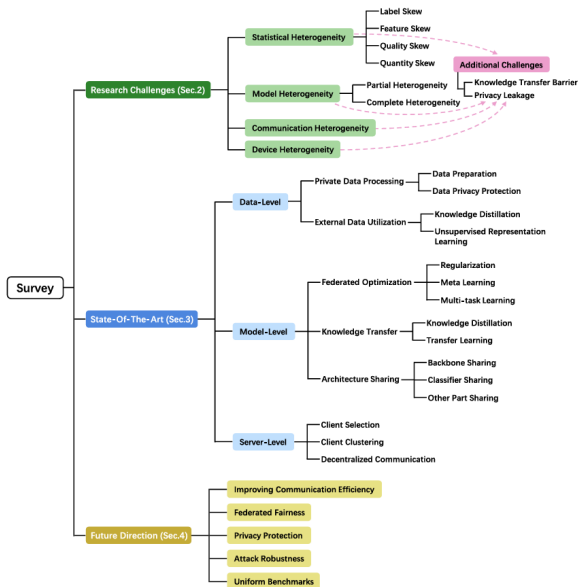 Survey
Research Challenges (Sec.2)
Statistical Heterogeneity
Label Skew
Feature Skew
Quality Skew
Quantity Skew
Model Heterogeneity
Partial Heterogeneity
Complete Heterogeneity
Communication Heterogeneity
Device Heterogeneity
Additional Challenges
Knowledge Transfer Barrier
Privacy Leakage
State-Of-The-Art (Sec.3)
Data-Level
Private Data Processing
Data Preparation
Data Privacy Protection
External Data Utilization
Knowledge Distillation
Unsupervised Representation
Learning
Model-Level
Federated Optimization
Regularization
Meta Learning
Multi-task Learning
Knowledge Transfer
Knowledge Distillation
Transfer Learning
Architecture Sharing
Backbone Sharing
Classifier Sharing
Other Part Sharing
Server-Level
Client Selection
Client Clustering
Decentralized Communication
Future Direction (Sec.4)
Improving Communication Efficiency
Federated Fairness
Privacy Protection
Attack Robustness
Uniform Benchmarks